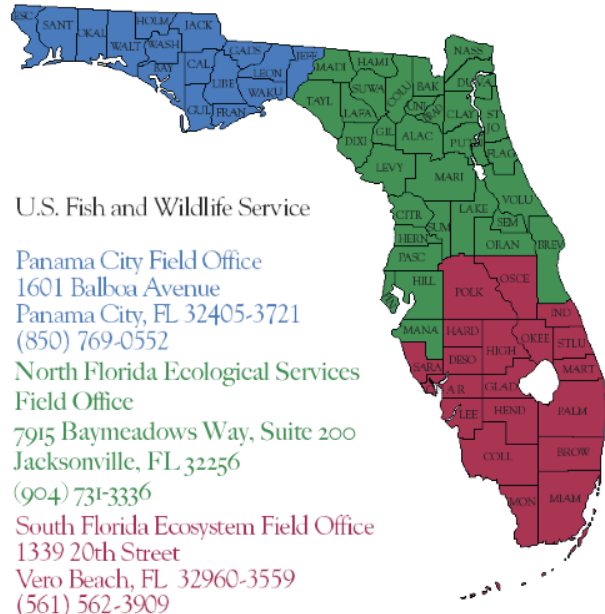 ESC
SANT
OKAL
HOLM
JACK
WALT
WASH
BAY
CAL
GADS
LIBE
LEON
JEFF
WAKU
GUL
FRAN
MADI
HAMI
NASS
TAYL
SUWA
COLU
BAK
DUVA
LAFA
UNI
BRAD
CLAY
ST JO
DIXI
GIL
ALAC
PUTN
FLAG
LEVY
MARI
VOLU
CITR
SUM
LAKE
SEM
HERN
ORAN
BREV
PASC
HILL
POLK
OSCE
IND
MANA
HARD
OKEE
STLU
SARA
DESO
HIGH
MART
AR
GLAD
LEE
HEND
PALM
COLL
BROW
MON
MIAM
U.S. Fish and Wildlife Service
Panama City Field Office
1601 Balboa Avenue
Panama City, FL 32405-3721
(850) 769-0552
North Florida Ecological Services
Field Office
7915 Baymeadows Way, Suite 200
Jacksonville, FL 32256
(904) 731-3336
South Florida Ecosystem Field Office
1339 20th Street
Vero Beach, FL 32960-3559
(561) 562-3909